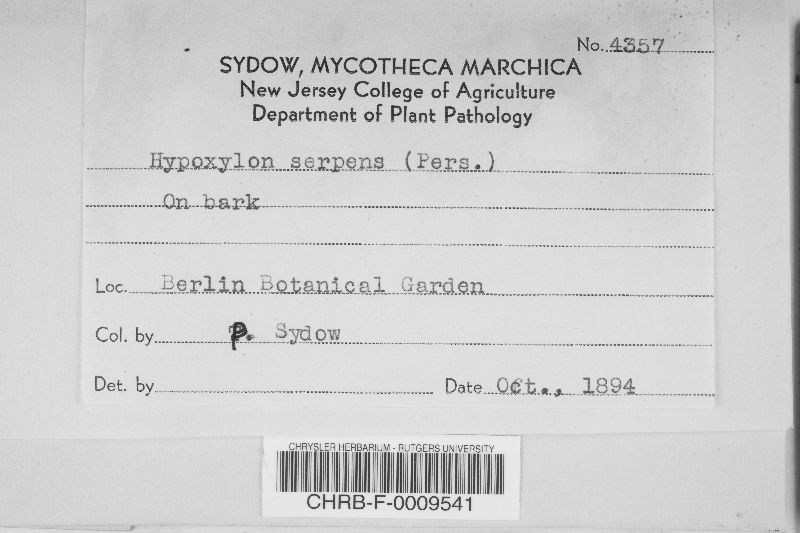 No. 4357
SYDOW, MYCOTHECA MARCHICA
New Jersey College of Agriculture
Department of Plant Pathology
Hypoxylon serpens (Pers.)
On bark
Loc. Berlin Botanical Garden
Col. by P. Sydow
Det. by Date Oct., 1894
CHRYSLER HERBARIUM - RUTGERS UNIVERSITY
CHRB-F-0009541